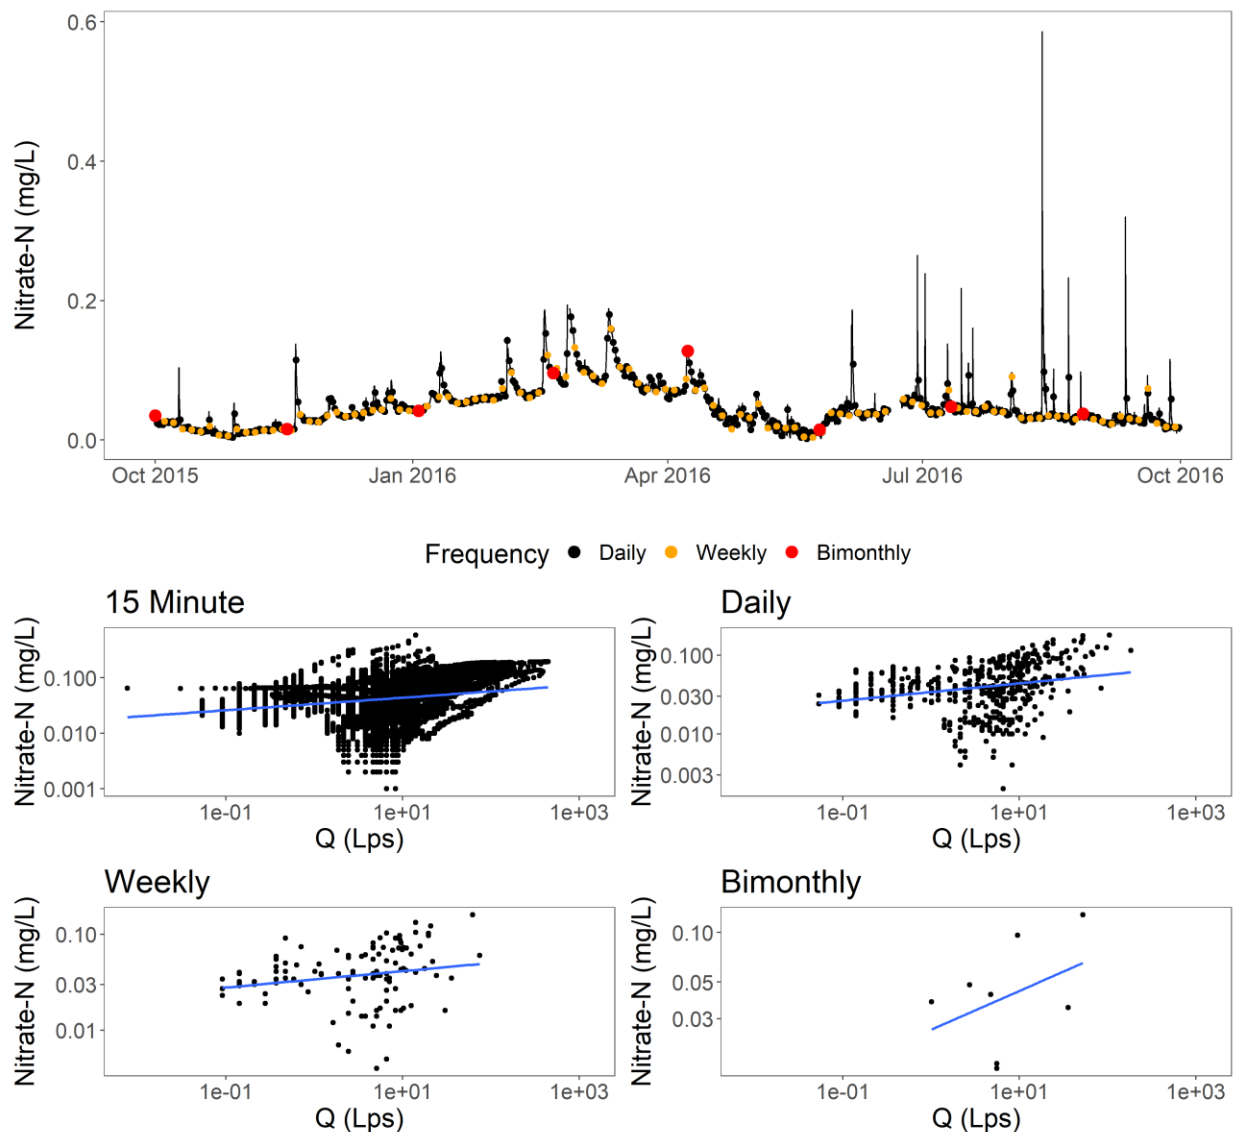 0.6
0.4
0.2
0.0
Nitrate-N (mg/L)
Oct 2015 Jan 2016 Apr 2016 Jul 2016 Oct 2016
Frequency Daily Weekly Bimonthly
15 Minute
Nitrate-N (mg/L)
0.100
0.010
0.001
1e-01 1e+01 1e+03
Q (Lps)
Daily
Nitrate-N (mg/L)
0.100
0.030
0.010
0.003
1e-01 1e+01 1e+03
Q (Lps)
Weekly
Nitrate-N (mg/L)
0.10
0.03
0.01
1e-01 1e+01 1e+03
Q (Lps)
Bimonthly
Nitrate-N (mg/L)
0.10
0.05
0.03
1e-01 1e+01 1e+03
Q (Lps)